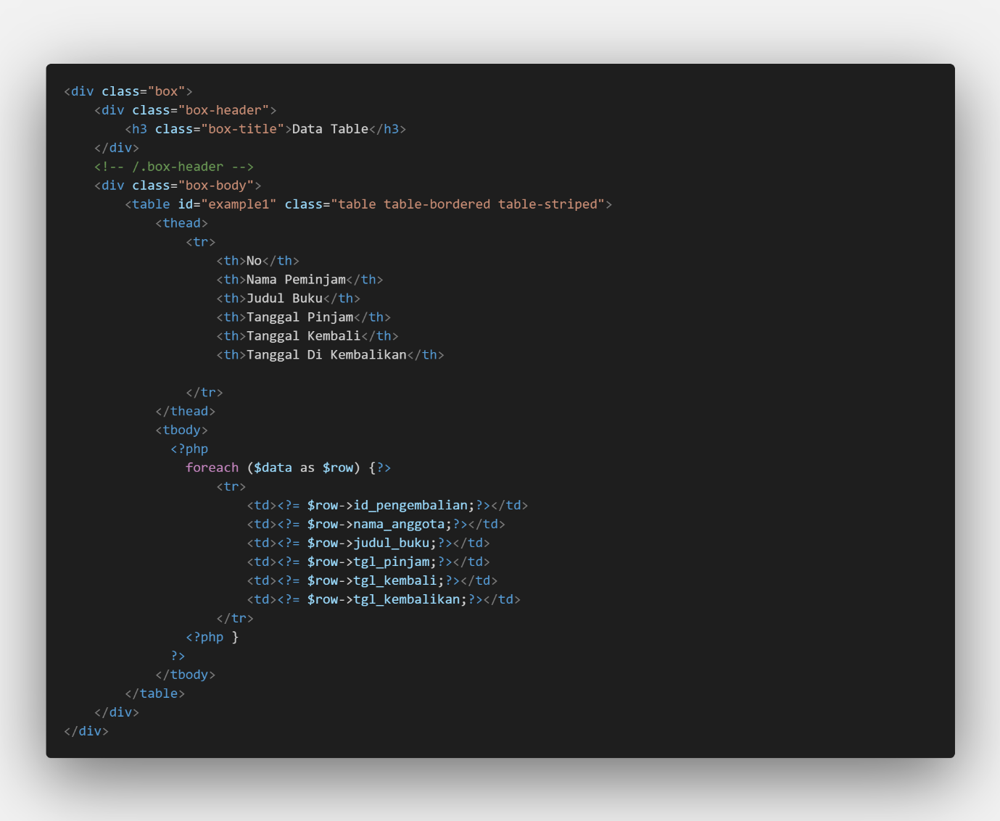 <div class="box">
    <div class="box-header">
        <h3 class="box-title">Data Table</h3>
    </div>
    <!-- /.box-header -->
    <div class="box-body">
        <table id="example1" class="table table-bordered table-striped">
            <thead>
                <tr>
                    <th>No</th>
                    <th>Nama Peminjam</th>
                    <th>Judul Buku</th>
                    <th>Tanggal Pinjam</th>
                    <th>Tanggal Kembali</th>
                    <th>Tanggal Di Kembalikan</th>

                </tr>
            </thead>
            <tbody>
              <?php
                foreach ($data as $row) {?>
                    <tr>
                        <td><?= $row->id_pengembalian;?></td>
                        <td><?= $row->nama_anggota;?></td>
                        <td><?= $row->judul_buku;?></td>
                        <td><?= $row->tgl_pinjam;?></td>
                        <td><?= $row->tgl_kembali;?></td>
                        <td><?= $row->tgl_kembalikan;?></td>
                    </tr>
                <?php }
              ?>
            </tbody>
        </table>
    </div>
</div>